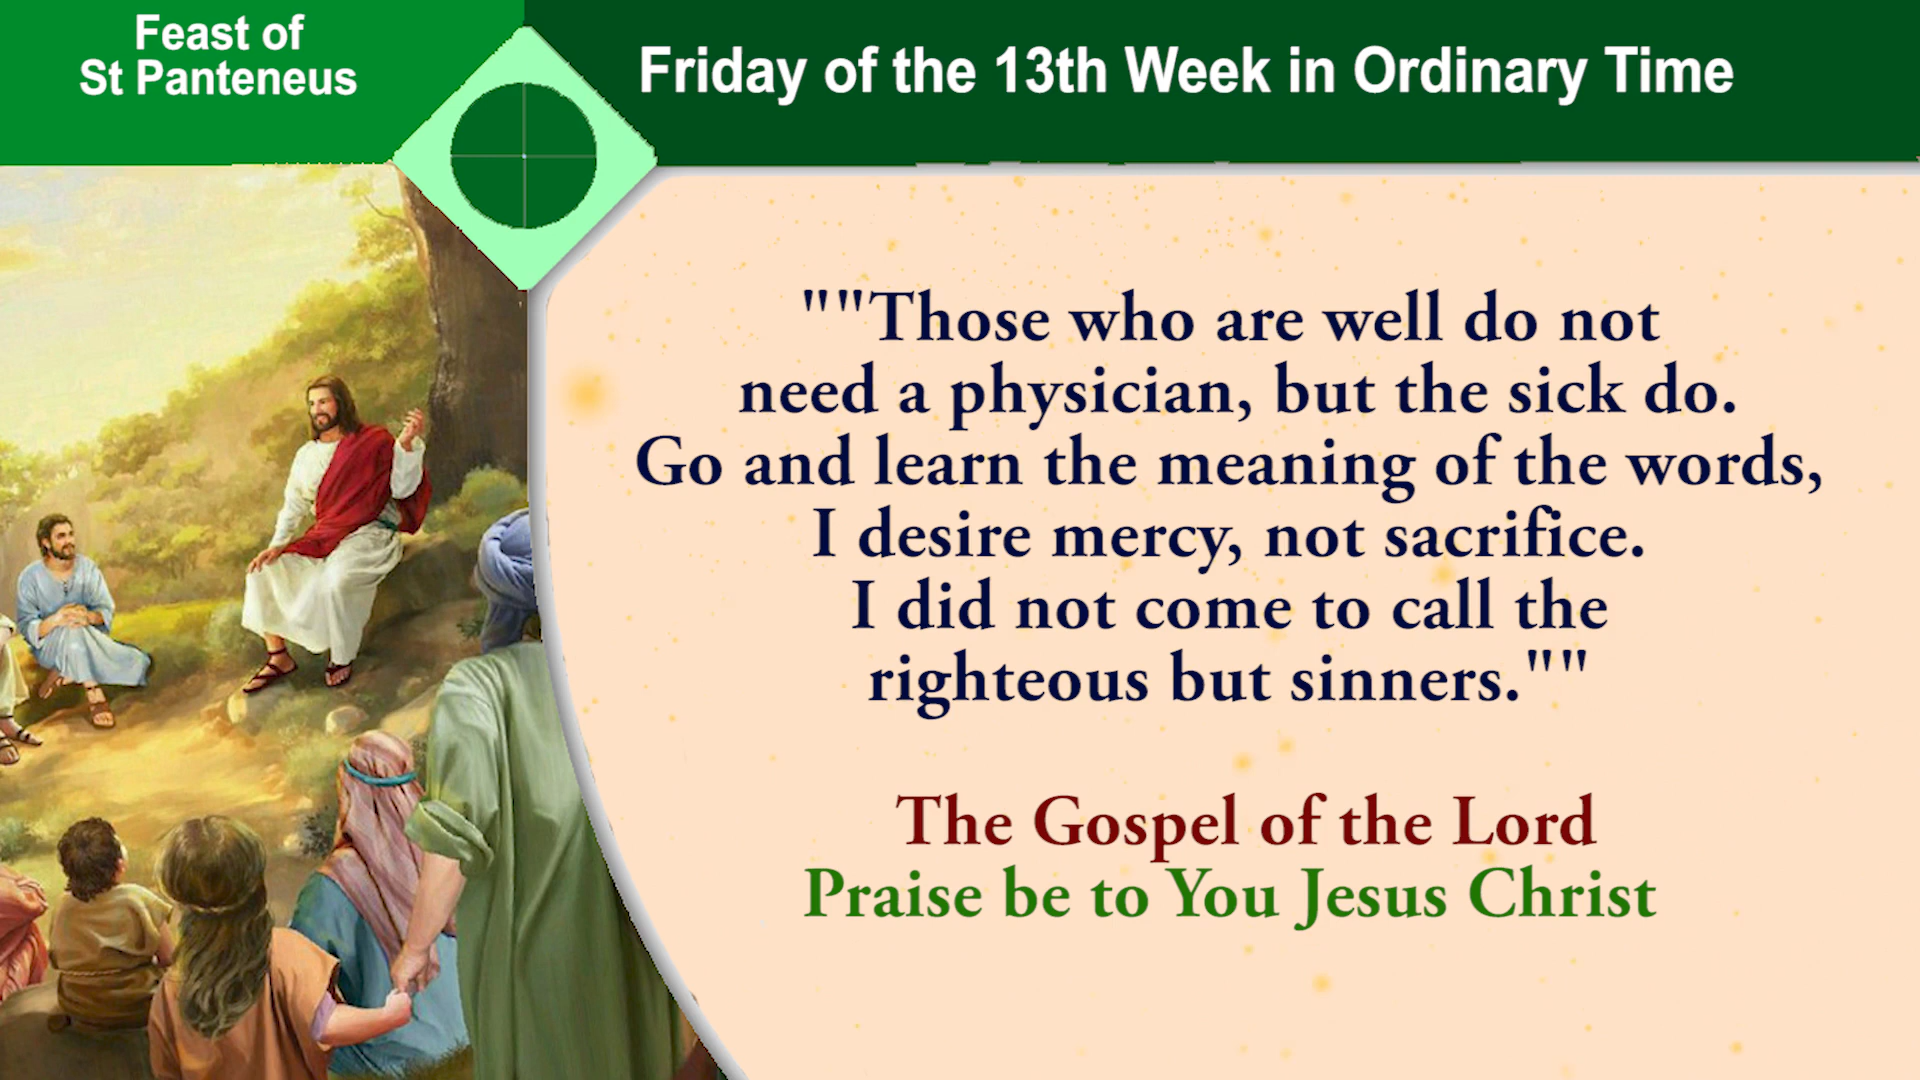 Feast of
St Panteneus
Friday of the 13th Week in Ordinary Time
""Those who are well do not
need a physician, but the sick do.
Go and learn the meaning of the words,
I desire mercy, not sacrifice.
I did not come to call the
righteous but sinners.""
The Gospel of the Lord
Praise be to You Jesus Christ